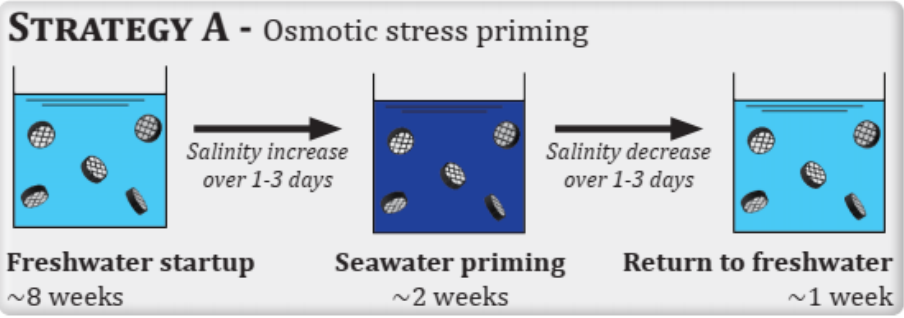 STRATEGY A - Osmotic stress priming
Salinity increase
over 1-3 days
Salinity decrease
over 1-3 days
Freshwater startup
~8 weeks
Seawater priming
~2 weeks
Return to freshwater
~1 week